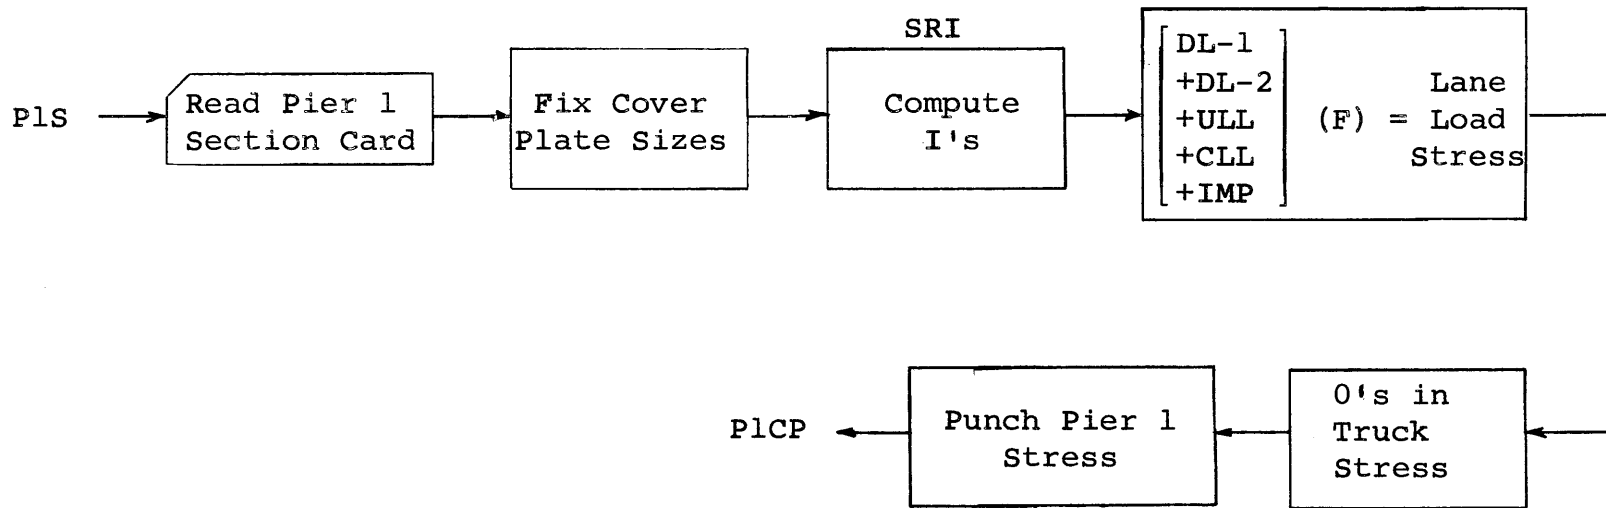 P1S
Read Pier 1
Section Card
Fix Cover
Plate Sizes
SRI
Compute
I's
DL-1
+DL-2
+ULL
+CLL
+IMP
(F) =
Lane
Load
Stress
0's in
Truck
Stress
Punch Pier 1
Stress
P1CP